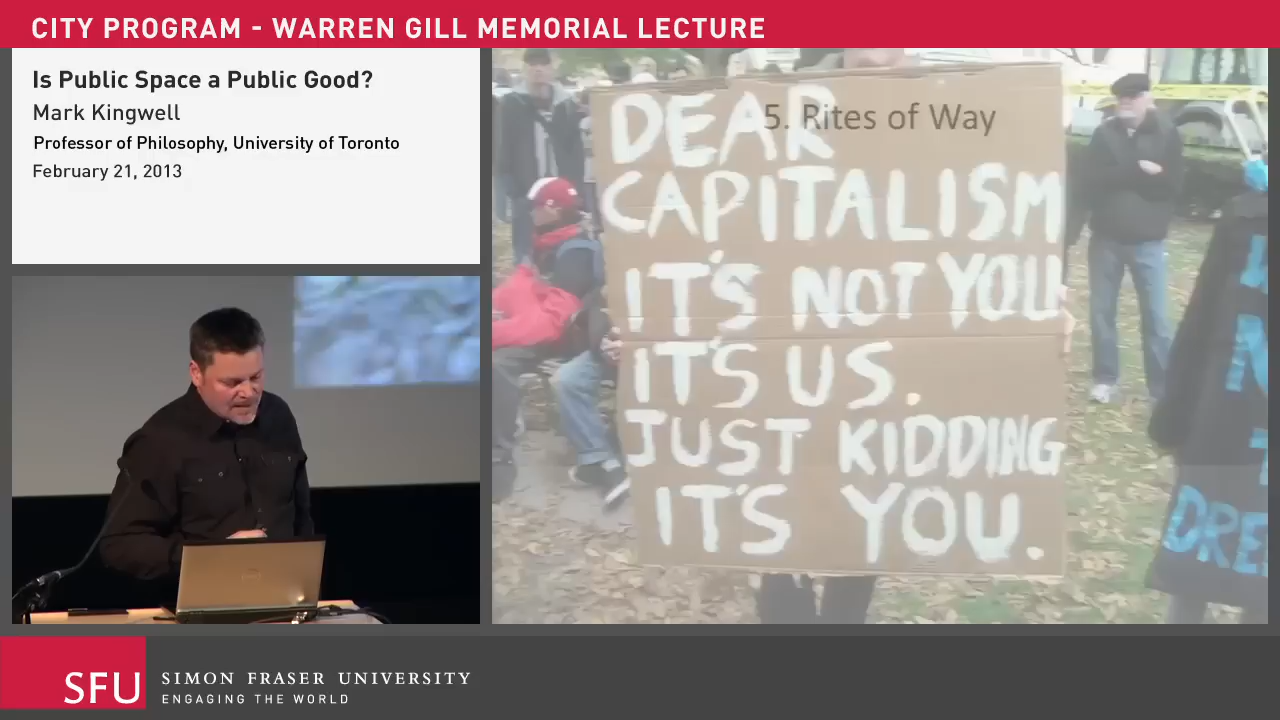 CITY PROGRAM - WARREN GILL MEMORIAL LECTURE
Is Public Space a Public Good?
Mark Kingwell
Professor of Philosophy, University of Toronto
February 21, 2013
5. Rites of Way
DEAR
CAPITALISM
IT'S NOT YOU
IT'S US.
JUST KIDDING
IT'S YOU.
SFU
SIMON FRASER UNIVERSITY
ENGAGING THE WORLD